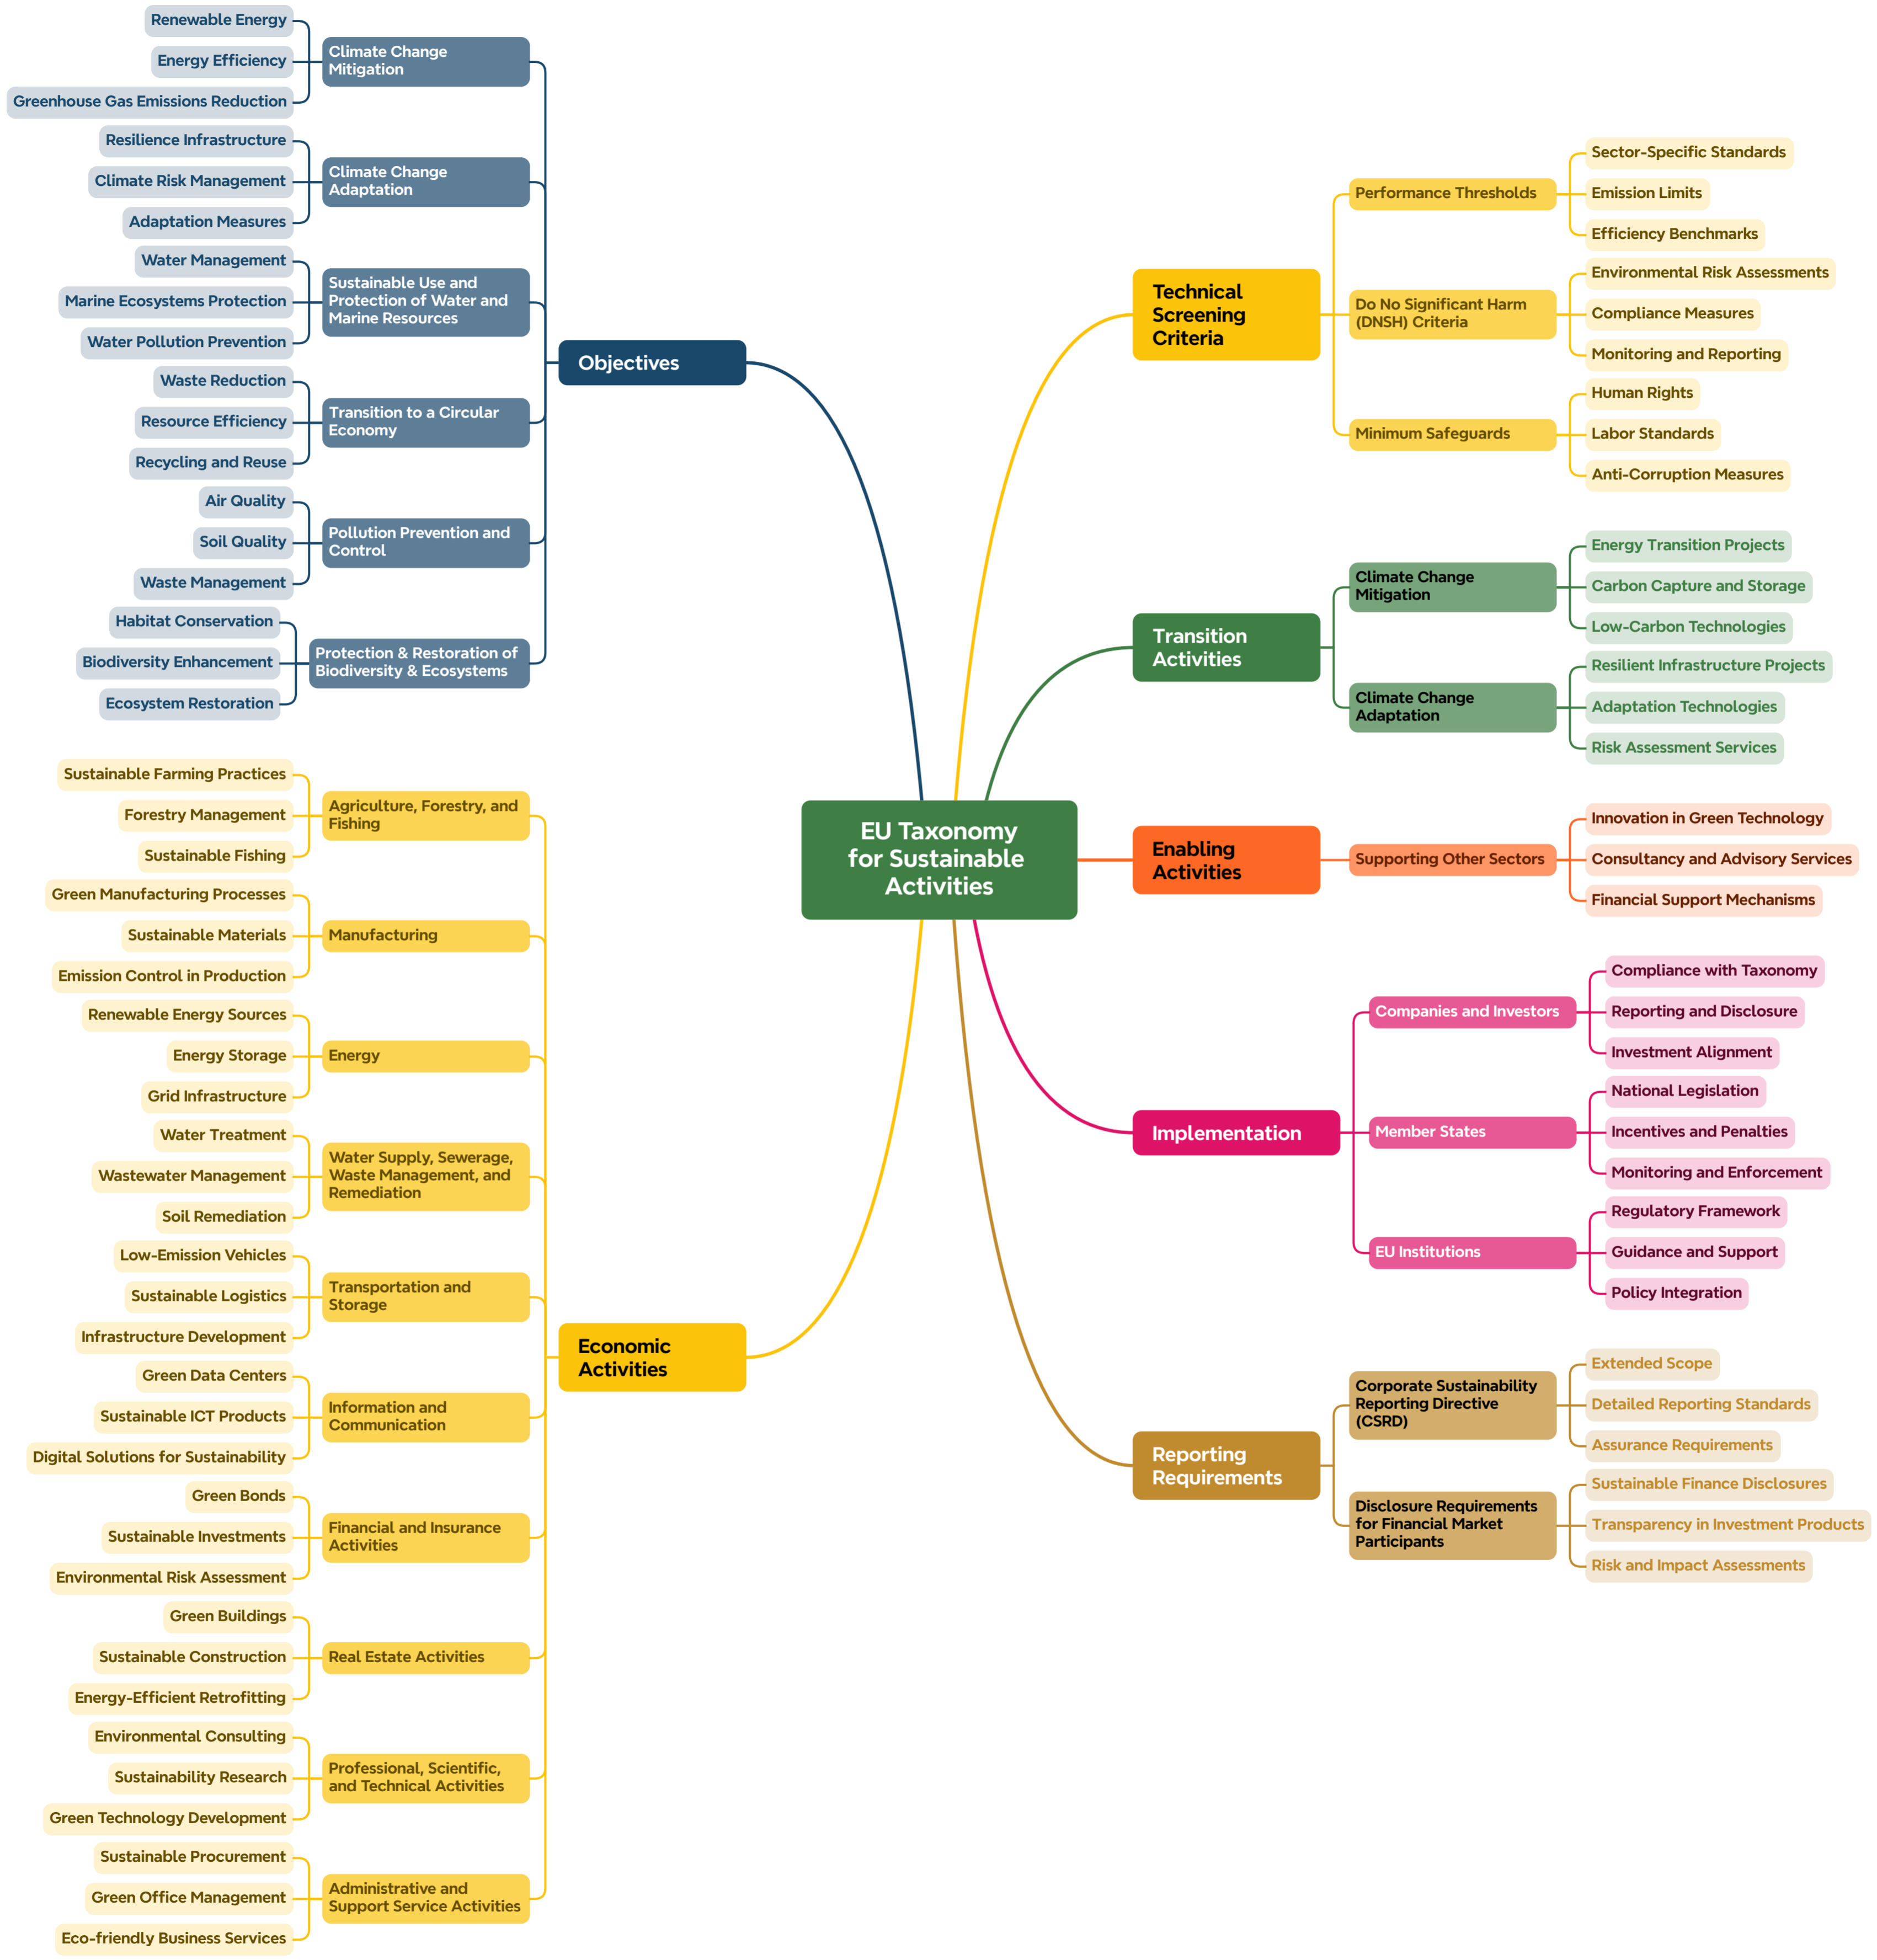 EU Taxonomy
for Sustainable
Activities
Objectives
Climate Change
Mitigation
Renewable Energy
Energy Efficiency
Greenhouse Gas Emissions Reduction
Climate Change
Adaptation
Resilience Infrastructure
Climate Risk Management
Adaptation Measures
Sustainable Use and
Protection of Water and
Marine Resources
Water Management
Marine Ecosystems Protection
Water Pollution Prevention
Transition to a Circular
Economy
Waste Reduction
Resource Efficiency
Recycling and Reuse
Pollution Prevention and
Control
Air Quality
Soil Quality
Waste Management
Protection & Restoration of
Biodiversity & Ecosystems
Habitat Conservation
Biodiversity Enhancement
Ecosystem Restoration
Economic
Activities
Agriculture, Forestry, and
Fishing
Sustainable Farming Practices
Forestry Management
Sustainable Fishing
Manufacturing
Green Manufacturing Processes
Sustainable Materials
Emission Control in Production
Energy
Renewable Energy Sources
Energy Storage
Grid Infrastructure
Water Supply, Sewerage,
Waste Management, and
Remediation
Water Treatment
Wastewater Management
Soil Remediation
Transportation and
Storage
Low-Emission Vehicles
Sustainable Logistics
Infrastructure Development
Information and
Communication
Green Data Centers
Sustainable ICT Products
Digital Solutions for Sustainability
Financial and Insurance
Activities
Green Bonds
Sustainable Investments
Environmental Risk Assessment
Real Estate Activities
Green Buildings
Sustainable Construction
Energy-Efficient Retrofitting
Professional, Scientific,
and Technical Activities
Environmental Consulting
Sustainability Research
Green Technology Development
Administrative and
Support Service Activities
Sustainable Procurement
Green Office Management
Eco-friendly Business Services
Technical
Screening
Criteria
Performance Thresholds
Sector-Specific Standards
Emission Limits
Efficiency Benchmarks
Do No Significant Harm
(DNSH) Criteria
Environmental Risk Assessments
Compliance Measures
Monitoring and Reporting
Minimum Safeguards
Human Rights
Labor Standards
Anti-Corruption Measures
Transition
Activities
Climate Change
Mitigation
Energy Transition Projects
Carbon Capture and Storage
Low-Carbon Technologies
Climate Change
Adaptation
Resilient Infrastructure Projects
Adaptation Technologies
Risk Assessment Services
Enabling
Activities
Supporting Other Sectors
Innovation in Green Technology
Consultancy and Advisory Services
Financial Support Mechanisms
Implementation
Companies and Investors
Compliance with Taxonomy
Reporting and Disclosure
Investment Alignment
Member States
National Legislation
Incentives and Penalties
Monitoring and Enforcement
EU Institutions
Regulatory Framework
Guidance and Support
Policy Integration
Reporting
Requirements
Corporate Sustainability
Reporting Directive
(CSRD)
Extended Scope
Detailed Reporting Standards
Assurance Requirements
Disclosure Requirements
for Financial Market
Participants
Sustainable Finance Disclosures
Transparency in Investment Products
Risk and Impact Assessments